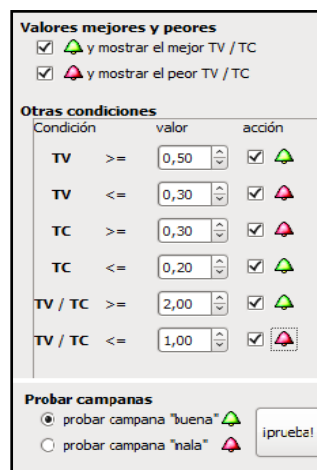 Valores mejores y peores
y mostrar el mejor TV / TC
y mostrar el peor TV / TC
Otras condiciones
Condición valor acción
TV >= 0,50
TV <= 0,30
TC >= 0,30
TC <= 0,20
TV / TC >= 2,00
TV / TC <= 1,00
Probar campanas
probar campana "buena"
¡prueba!
probar campana "mala"